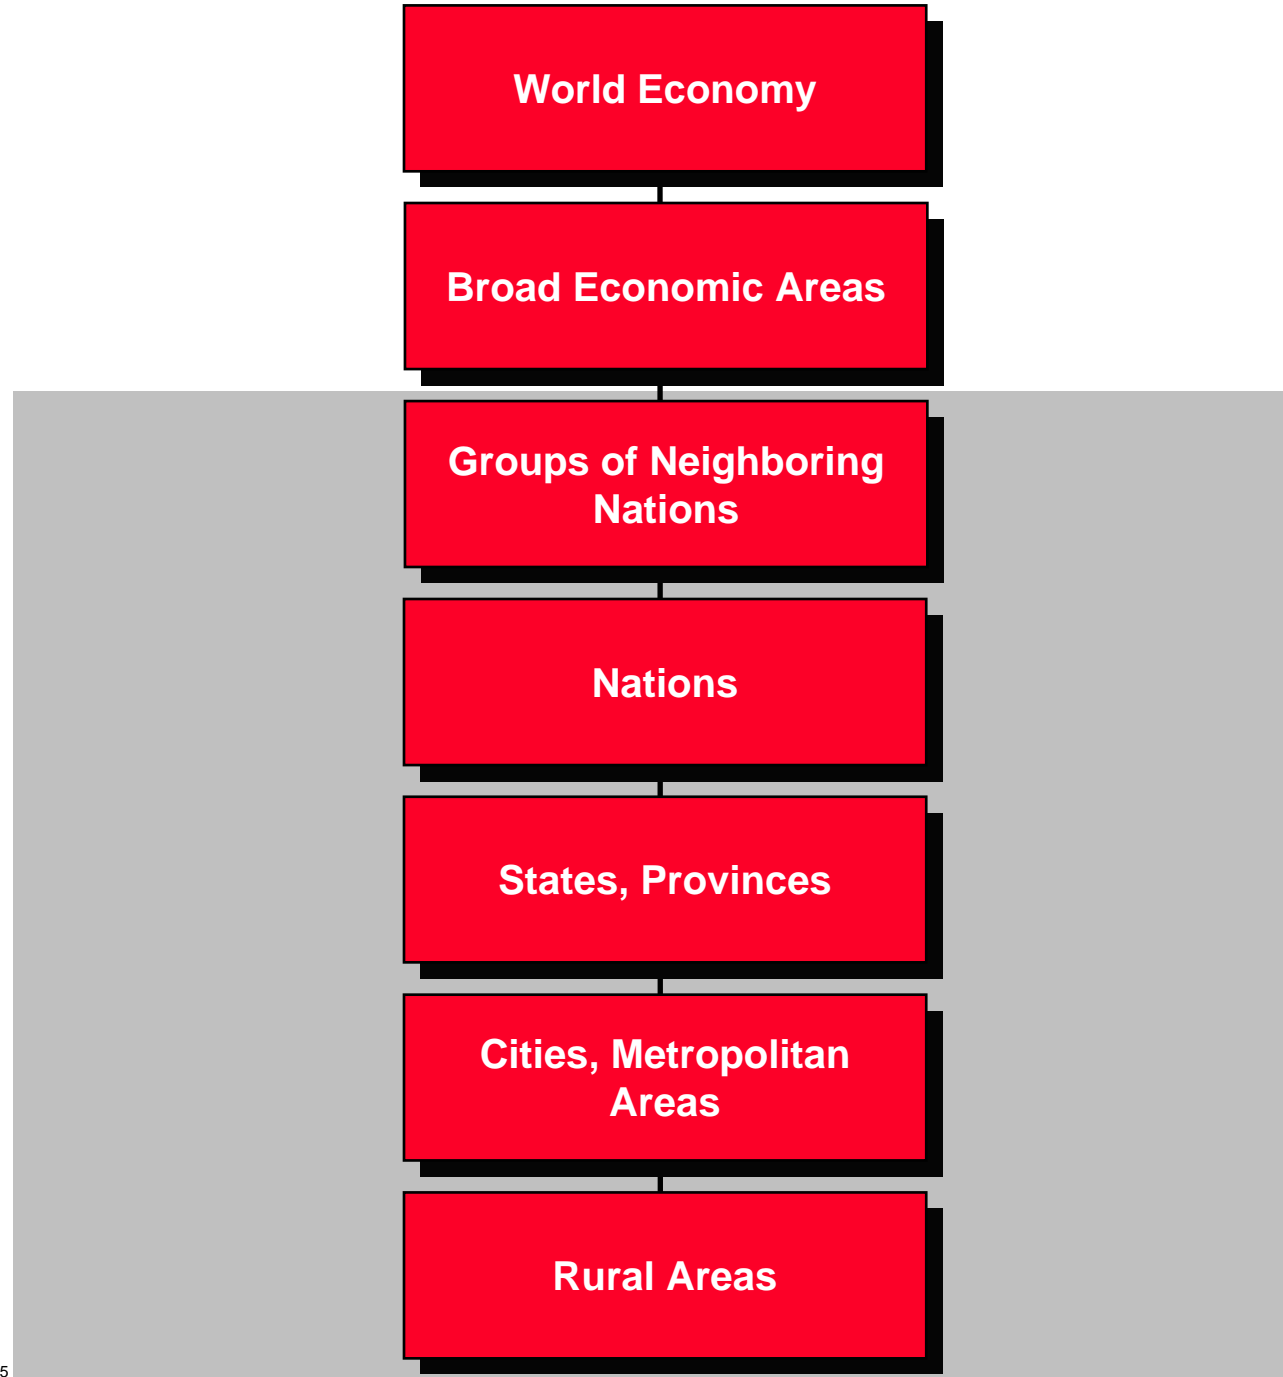 World Economy
Broad Economic Areas
Groups of Neighboring
Nations
Nations
States, Provinces
Cities, Metropolitan
Areas
Rural Areas
5